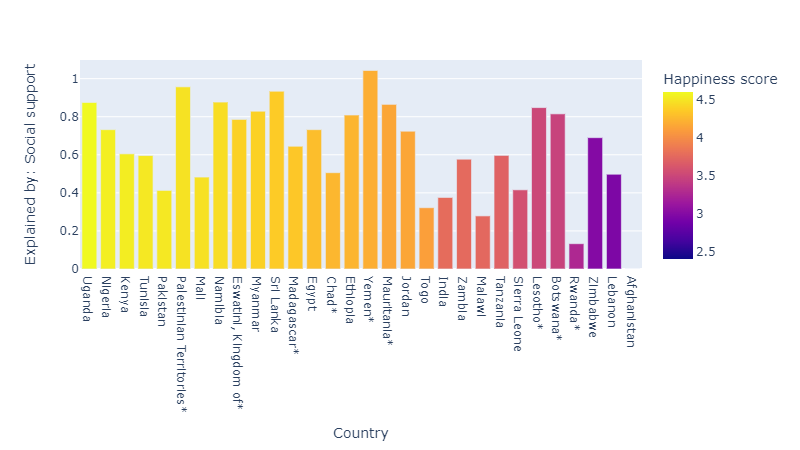 Explained by: Social support
1
0.8
0.6
0.4
0.2
0
Uganda
Nigeria
Kenya
Tunisia
Pakistan
Palestinian Territories*
Mali
Namibia
Eswatini, Kingdom of*
Myanmar
Sri Lanka
Madagascar*
Egypt
Chad*
Ethiopia
Yemen*
Mauritania*
Jordan
Togo
India
Zambia
Malawi
Tanzania
Sierra Leone
Lesotho*
Botswana*
Rwanda*
Zimbabwe
Lebanon
Afghanistan
Country
Happiness score
4.5
4
3.5
3
2.5